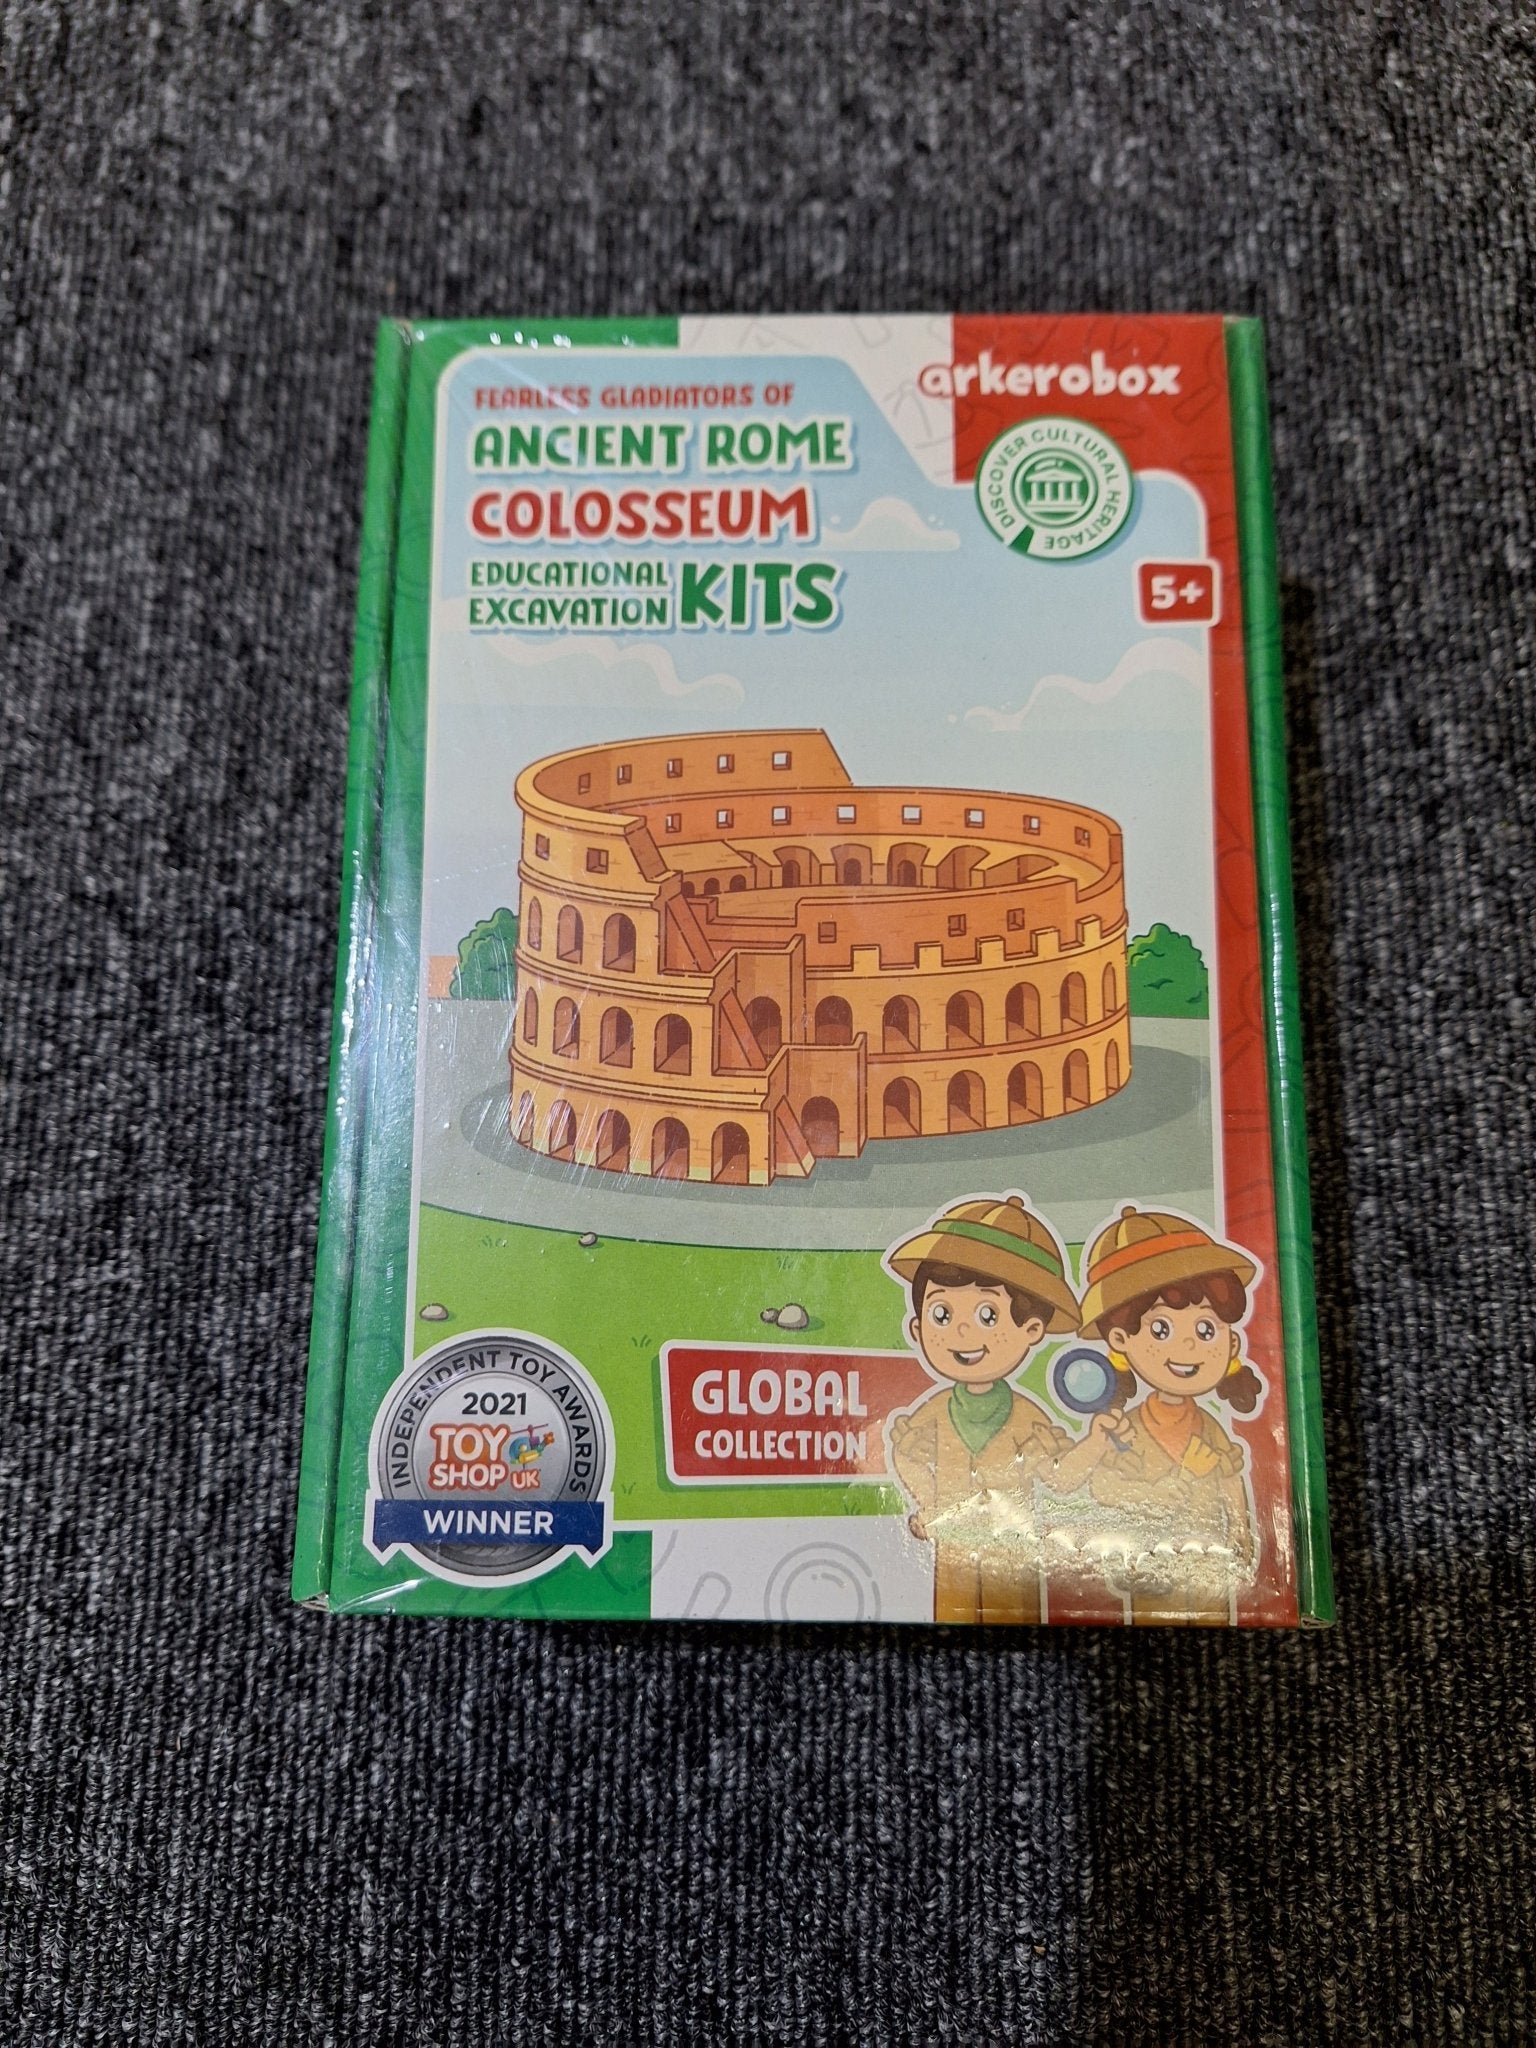 arkerobox
FEARLESS GLADIATORS OF
ANCIENT ROME
COLOSSEUM
EDUCATIONAL
EXCAVATION
KITS
DISCOVER CULTURAL HERITAGE
5+
GLOBAL
COLLECTION
INDEPENDENT TOY AWARDS
2021
TOY
SHOP UK
WINNER